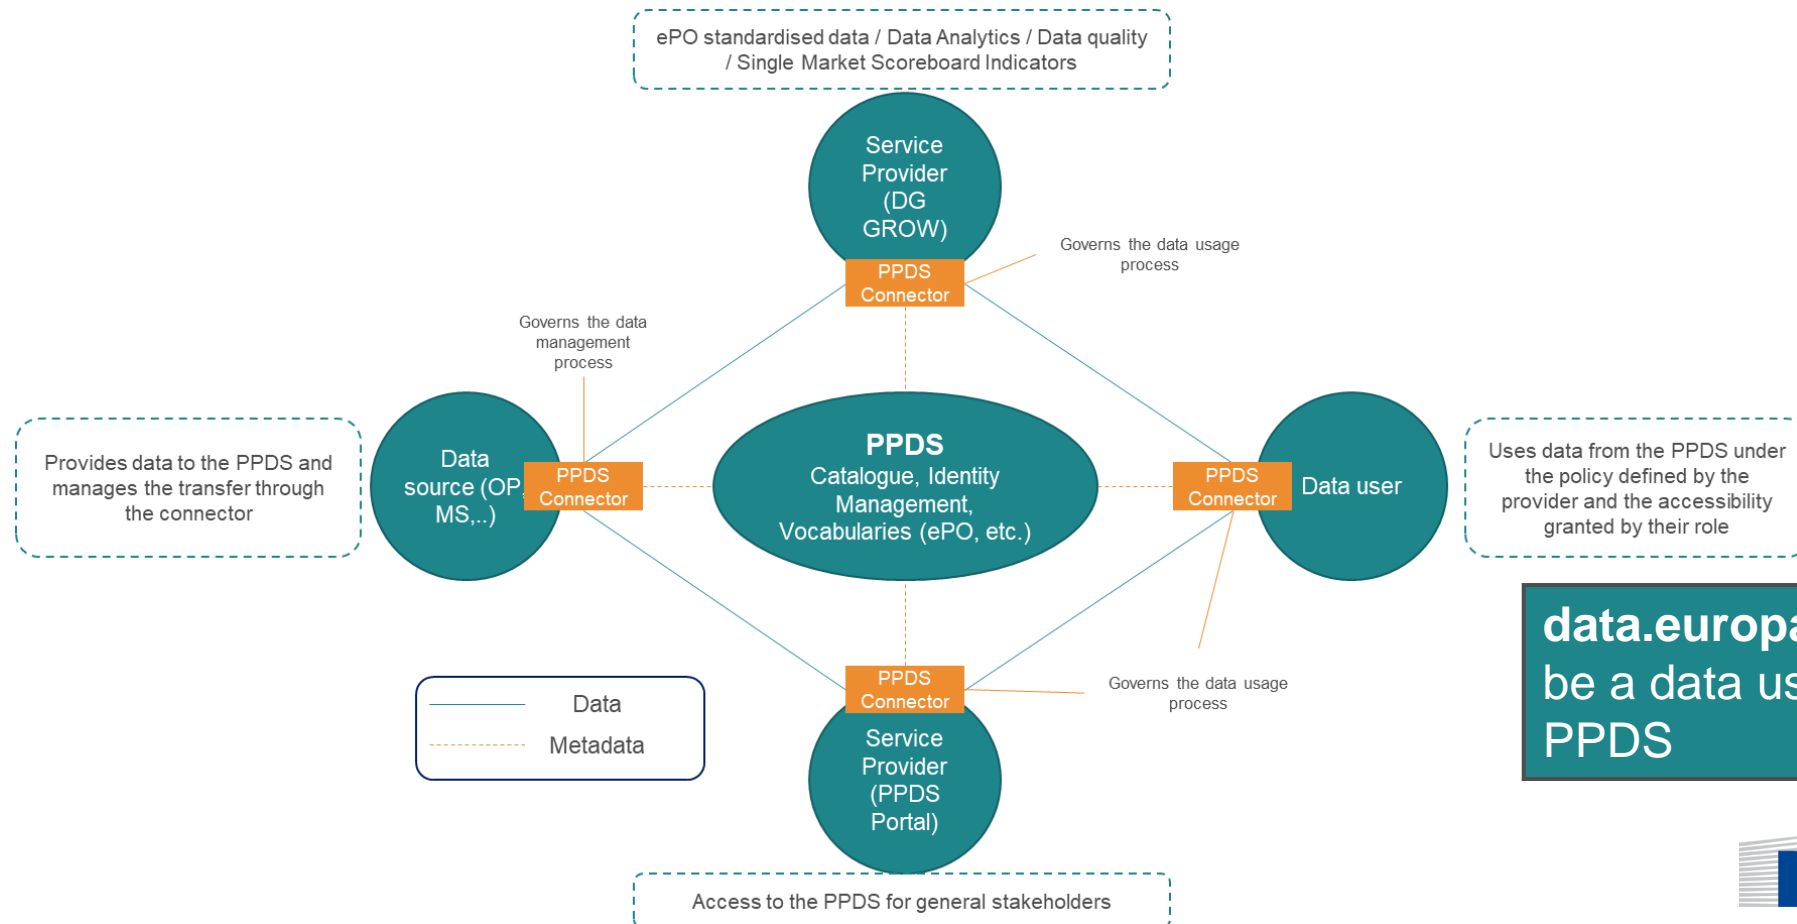 ePO standardised data / Data Analytics / Data quality
/ Single Market Scoreboard Indicators
Service
Provider
(DG
GROW)
PPDS
Connector
Governs the data usage
process
Governs the data
management
process
Provides data to the PPDS and
manages the transfer through
the connector
Data
source (OP,
MS,..)
PPDS
Connector
PPDS
Catalogue, Identity
Management,
Vocabularies (ePO, etc.)
PPDS
Connector
Data user
Uses data from the PPDS under
the policy defined by the
provider and the accessibility
granted by their role
data.europa
be a data us
PPDS
Data
Metadata
PPDS
Connector
Governs the data usage
process
Service
Provider
(PPDS
Portal)
Access to the PPDS for general stakeholders